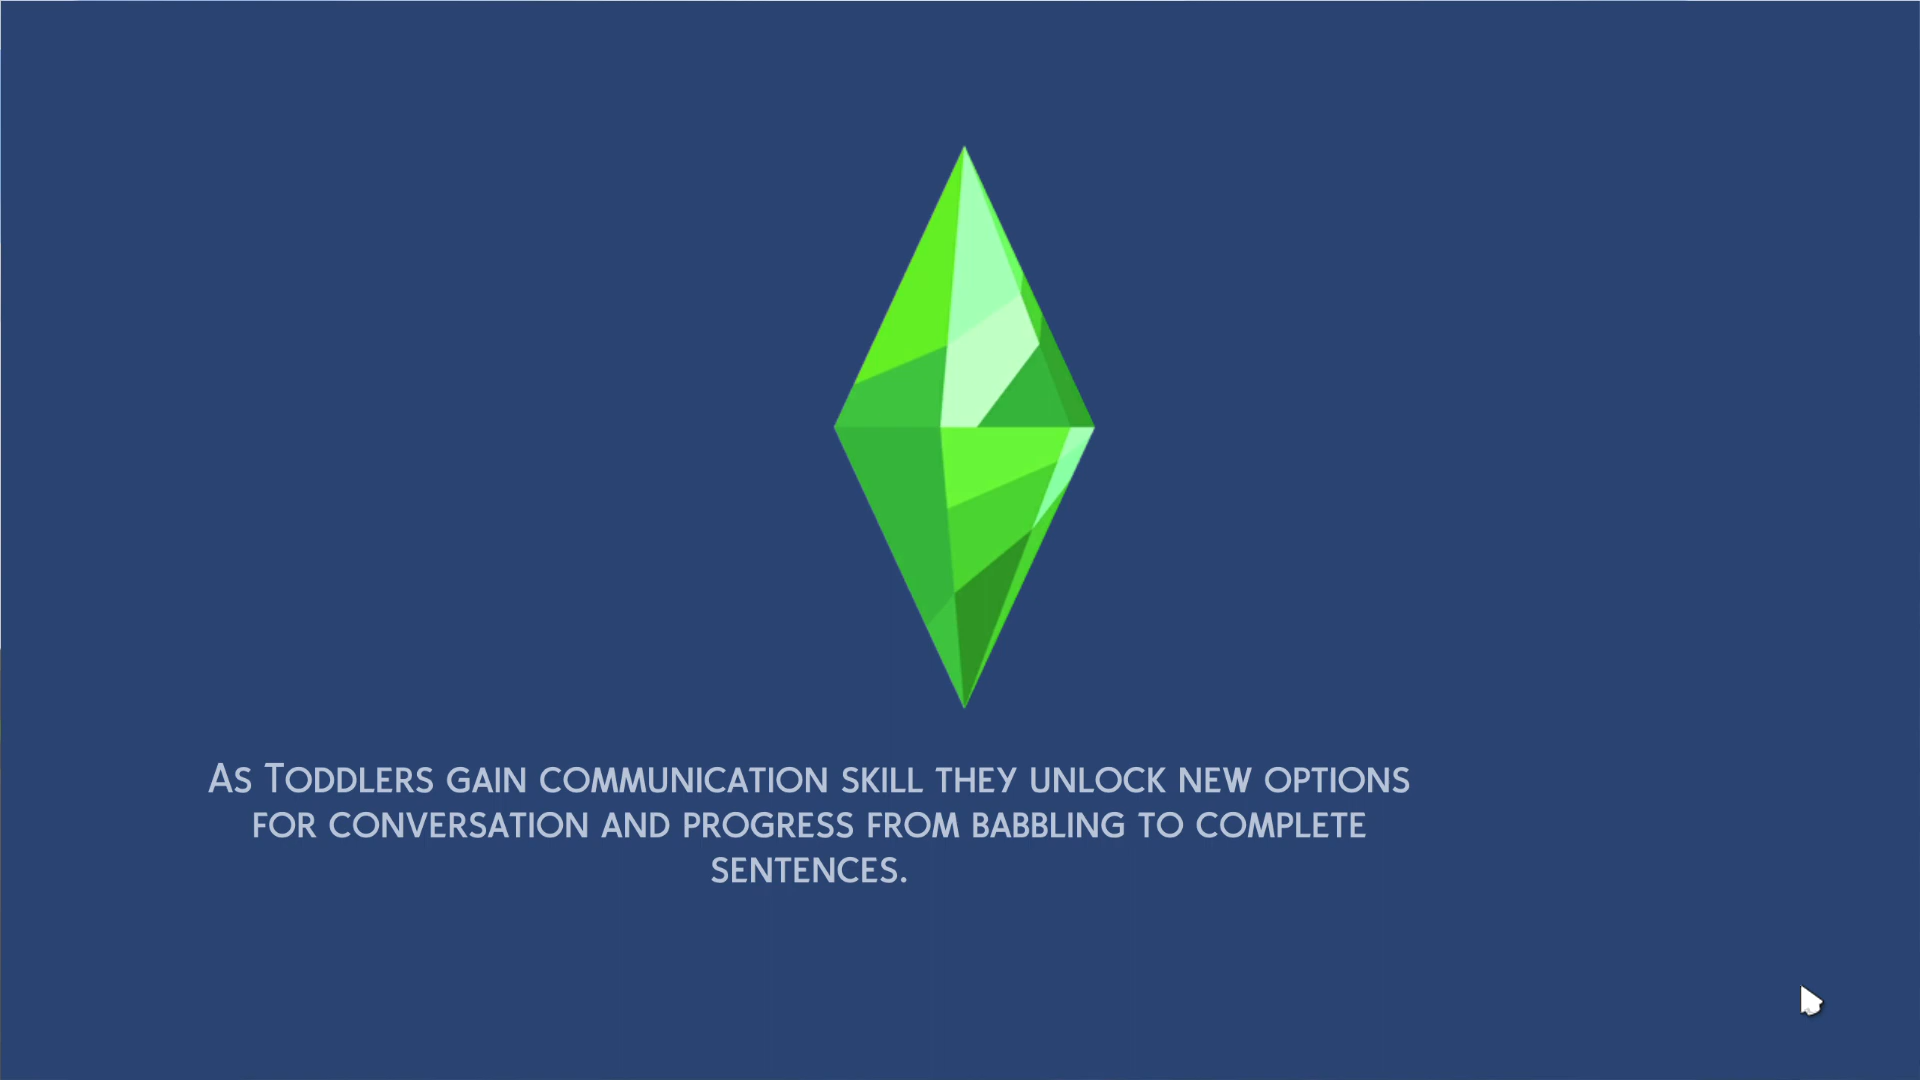 As Toddlers gain communication skill they unlock new options
for conversation and progress from babbling to complete
sentences.